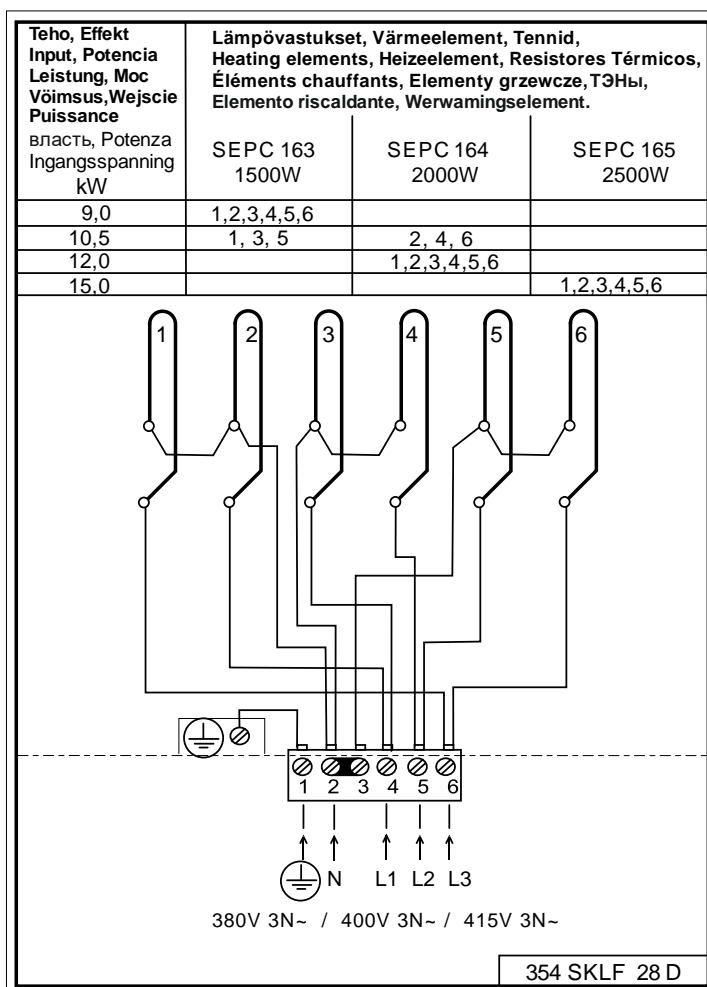 Teho, Effekt
Input, Potencia
Leistung, Moc
Vöimsus,Wejscie
Puissance
власть, Potenza
Ingangsspanning
kW
Lämpövastukset, Värmeelement, Tennid,
Heating elements, Heizeelement, Resistores Térmicos,
Éléments chauffants, Elementy grzewcze,ТЭНы,
Elemento riscaldante, Werwamingselement.
SEPC 163
1500W
SEPC 164
2000W
SEPC 165
2500W
9,0 1,2,3,4,5,6
10,5 1, 3, 5 2, 4, 6
12,0 1,2,3,4,5,6
15,0 1,2,3,4,5,6
1 2 3 4 5 6
1 2 3 4 5 6
N L1 L2 L3
380V 3N~ / 400V 3N~ / 415V 3N~
354 SKLF 28 D